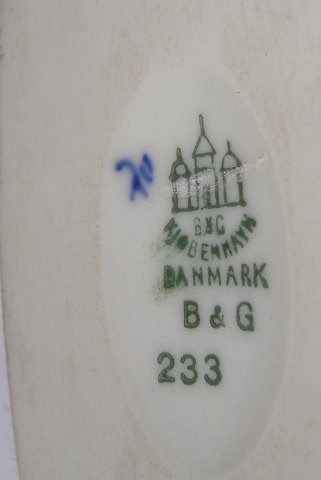 B&G
KJØBENHAVN
DANMARK
B & G
233